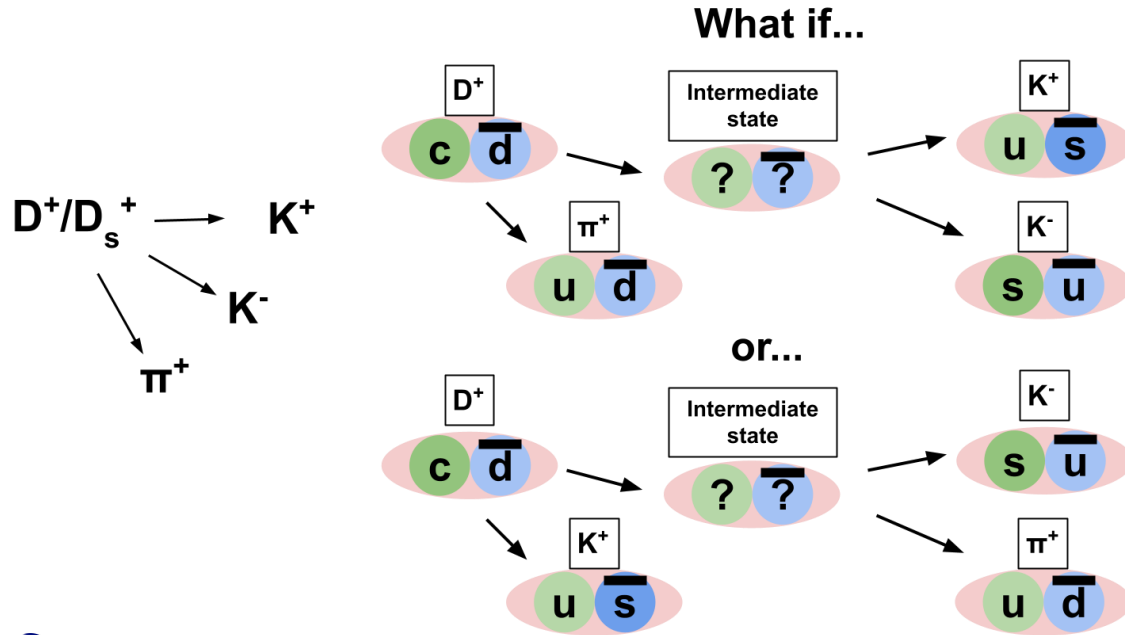 What if...
D⁺
Intermediate
state
K⁺
c d̅
? ?̅
u s̅
D⁺/Dₛ⁺
K⁺
K⁻
π⁺
π⁺
u d̅
K⁻
s u̅
or...
D⁺
Intermediate
state
K⁻
c d̅
? ?̅
s u̅
K⁺
u s̅
π⁺
u d̅